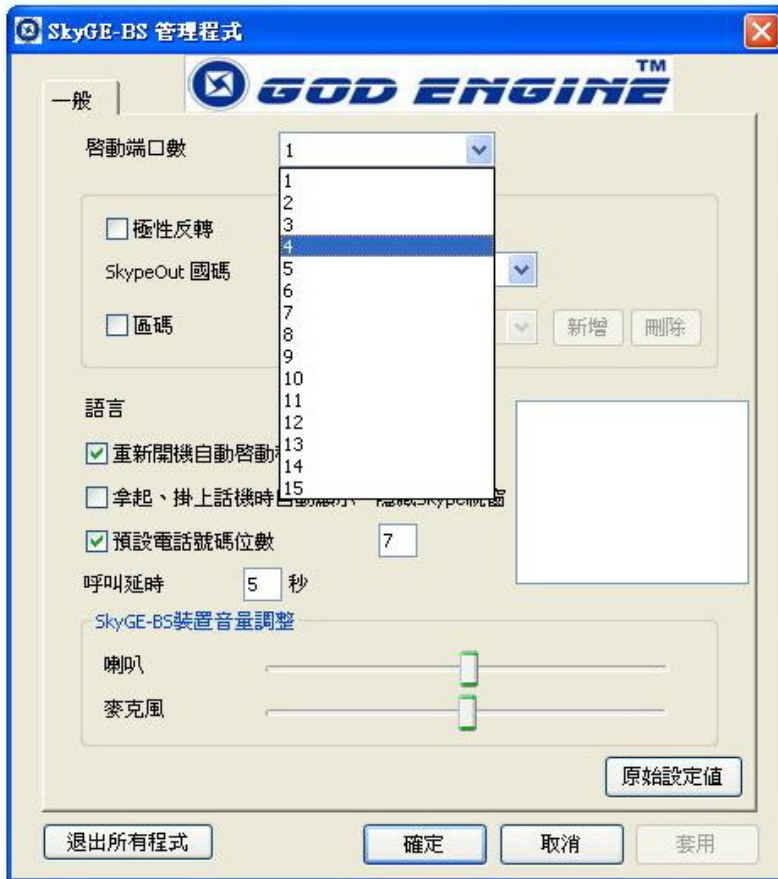 SkyGE-BS 管理程式
GOD ENGINE™
一般
啓動端口數
1
1
2
3
4
5
6
7
8
9
10
11
12
13
14
15
極性反轉
SkypeOut 國碼
區碼
新增 刪除
語言
重新開機自動啓動
拿起、掛上話機時
預設電話號碼位數 7
呼叫延時 5 秒
SkyGE-BS裝置音量調整
喇叭
麥克風
原始設定值
退出所有程式 確定 取消 套用